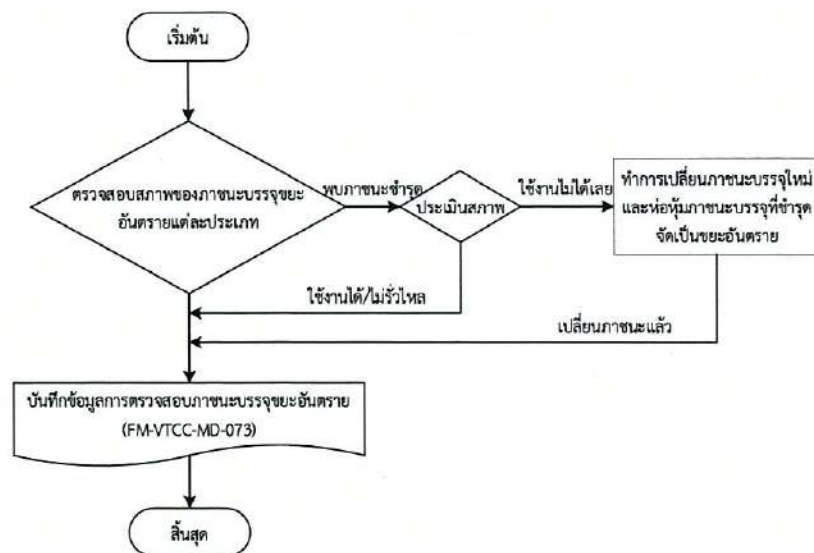 เริ่มต้น
ตรวจสอบสภาพของภาชนะบรรจุขยะ
อันตรายแต่ละประเภท
พบภาชนะชำรุด
ประเมินสภาพ
ใช้งานไม่ได้เลย
ทำการเปลี่ยนภาชนะบรรจุใหม่
และห่อหุ้มภาชนะบรรจุที่ชำรุด
จัดเป็นขยะอันตราย
ใช้งานได้/ไม่รั่วไหล
เปลี่ยนภาชนะแล้ว
บันทึกข้อมูลการตรวจสอบภาชนะบรรจุขยะอันตราย
(FM-VTCC-MD-073)
สิ้นสุด